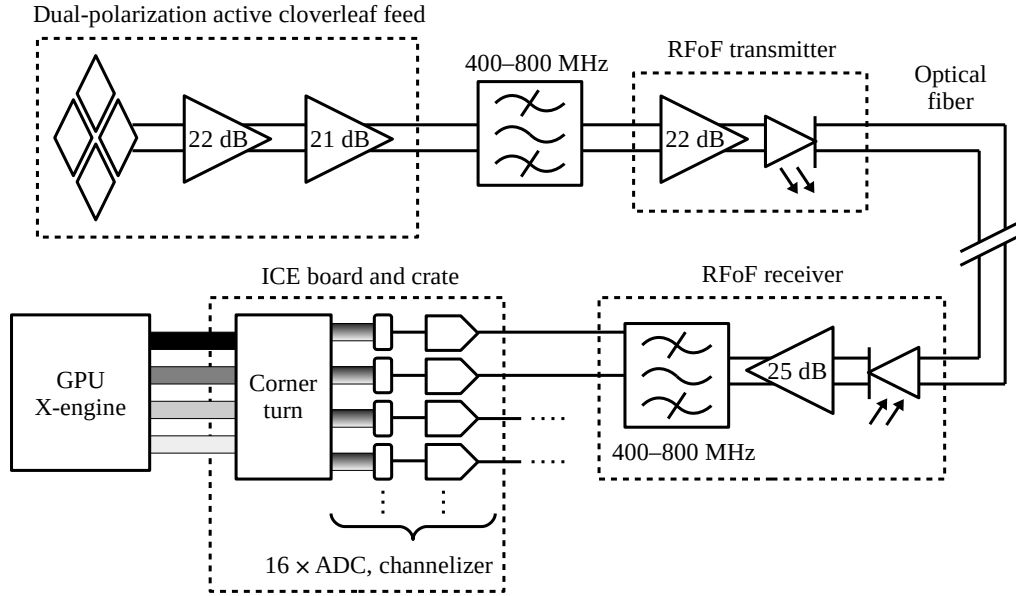 Dual-polarization active cloverleaf feed
22 dB
21 dB
400–800 MHz
RFoF transmitter
22 dB
Optical
fiber
ICE board and crate
RFoF receiver
GPU
X-engine
Corner
turn
25 dB
400–800 MHz
16 × ADC, channelizer